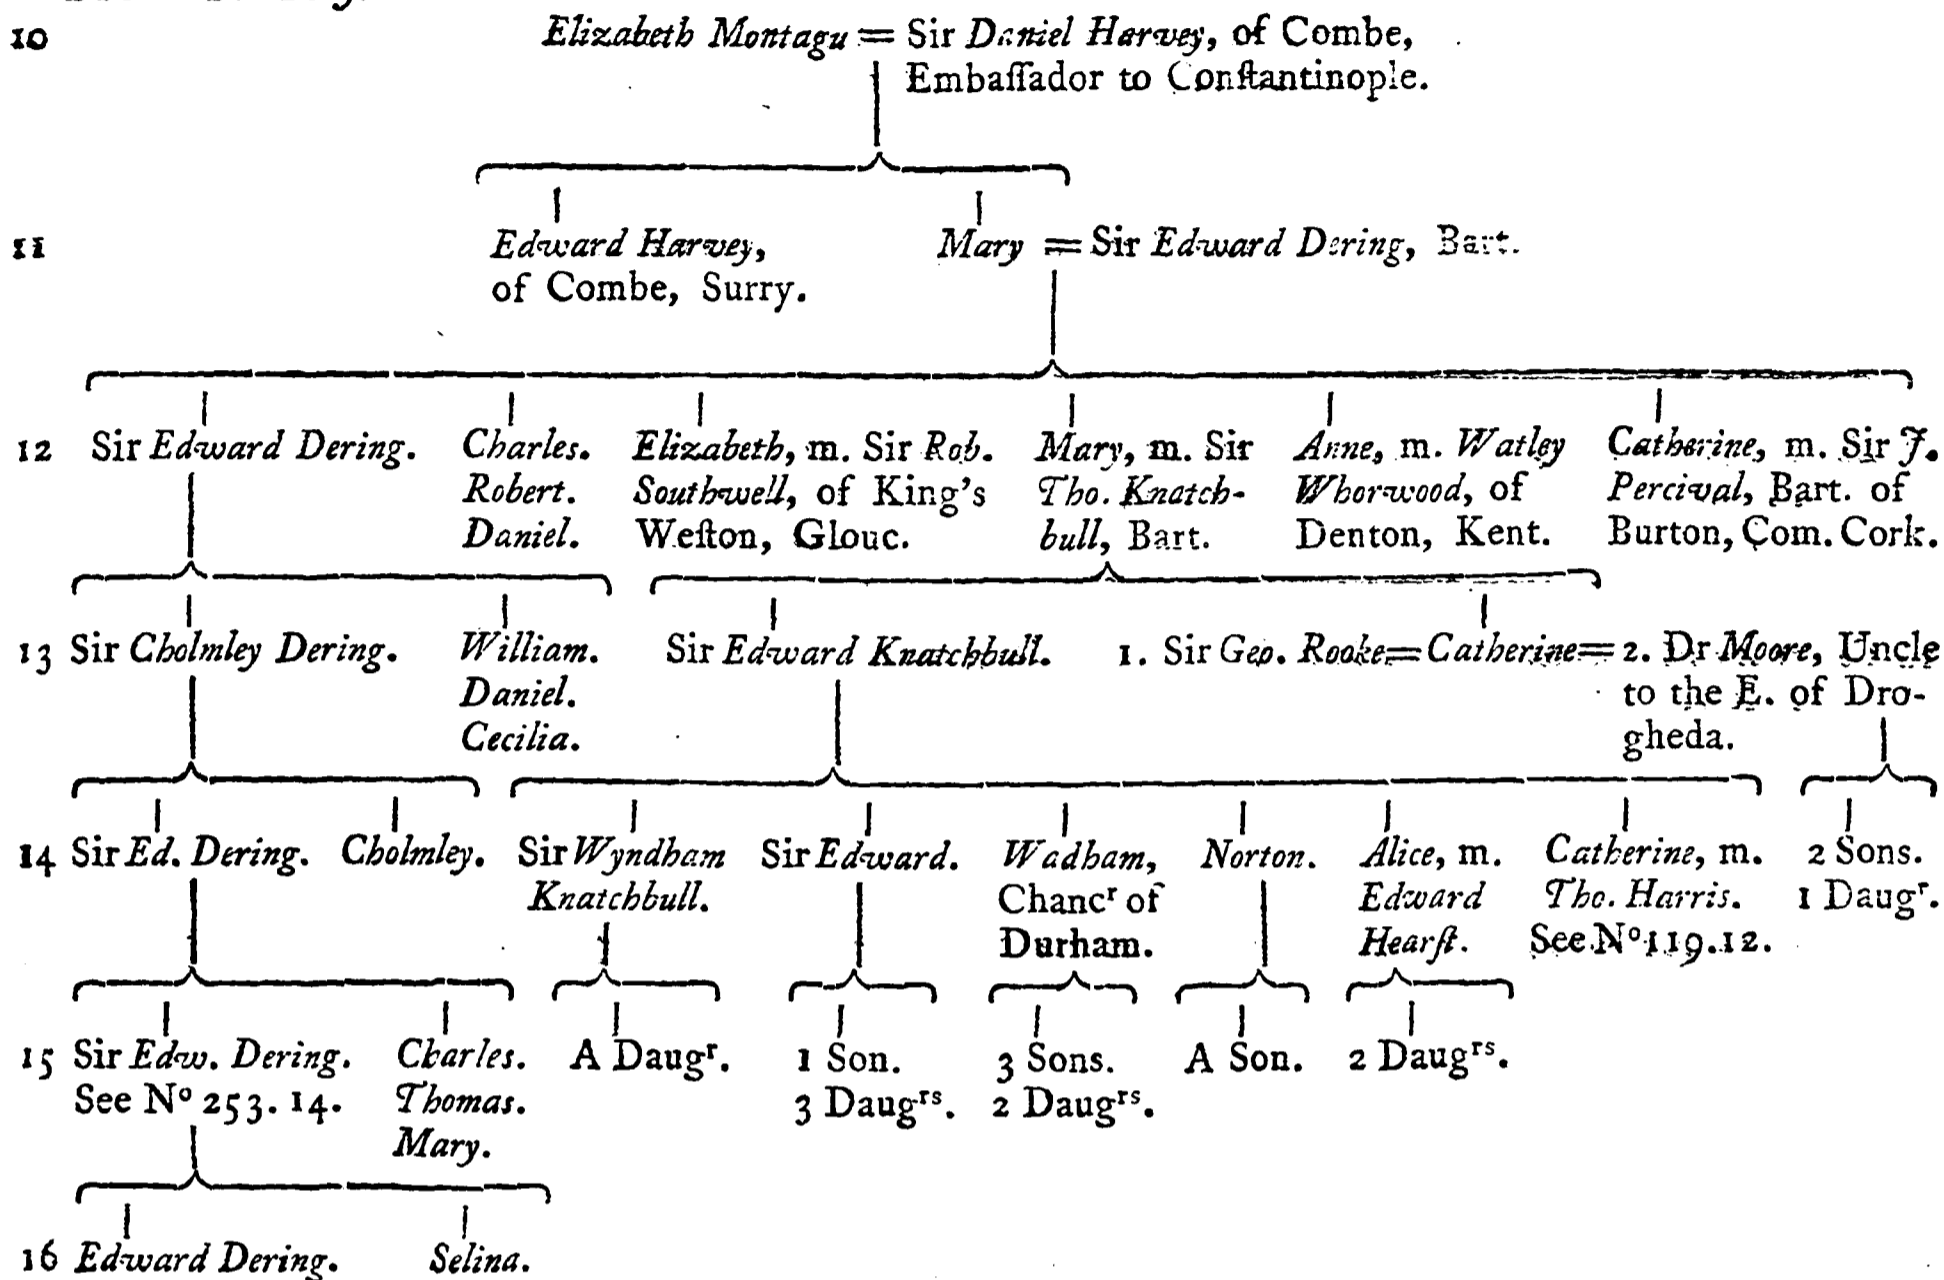 10 Elizabeth Montagu = Sir Daniel Harvey, of Combe,
Embaſſador to Conſtantinople.
11 Edward Harvey, Mary = Sir Edward Dering, Bart.
of Combe, Surry.
12 Sir Edward Dering. Charles. Elizabeth, m. Sir Rob. Mary, m. Sir Anne, m. Watley Catherine, m. Sir J.
Robert. Southwell, of King's Tho. Knatch- Whorwood, of Percival, Bart. of
Daniel. Weſton, Glouc. bull, Bart. Denton, Kent. Burton, Com. Cork.
13 Sir Cholmley Dering. William. Sir Edward Knatchbull. 1. Sir Geo. Rooke = Catherine = 2. Dr Moore, Uncle
Daniel. to the E. of Dro-
Cecilia. gheda.
14 Sir Ed. Dering. Cholmley. Sir Wyndham Sir Edward. Wadham, Norton. Alice, m. Catherine, m. 2 Sons.
Knatchbull. Chancʳ of Edward Tho. Harris. 1 Daugʳ.
Durham. Hearſt. See Nº 119.12.
15 Sir Edw. Dering. Charles. A Daugʳ. 1 Son. 3 Sons. A Son. 2 Daugʳˢ.
See Nº 253. 14. Thomas. 3 Daugʳˢ. 2 Daugʳˢ.
Mary.
16 Edward Dering. Selina.